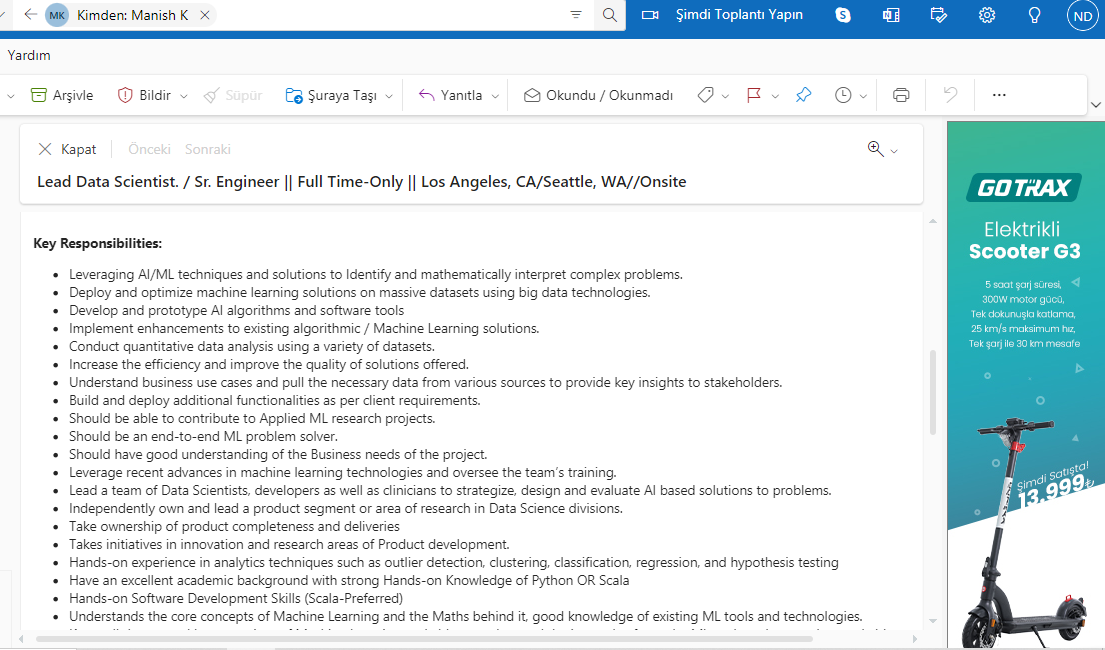 MK Kimden: Manish K
Şimdi Toplantı Yapın
ND
Yardım
Arşivle
Bildir
Süpür
Şuraya Taşı
Yanıtla
Okundu / Okunmadı
Kapat
Önceki Sonraki
Lead Data Scientist. / Sr. Engineer || Full Time-Only || Los Angeles, CA/Seattle, WA//Onsite
Key Responsibilities:
• Leveraging AI/ML techniques and solutions to Identify and mathematically interpret complex problems.
• Deploy and optimize machine learning solutions on massive datasets using big data technologies.
• Develop and prototype AI algorithms and software tools
• Implement enhancements to existing algorithmic / Machine Learning solutions.
• Conduct quantitative data analysis using a variety of datasets.
• Increase the efficiency and improve the quality of solutions offered.
• Understand business use cases and pull the necessary data from various sources to provide key insights to stakeholders.
• Build and deploy additional functionalities as per client requirements.
• Should be able to contribute to Applied ML research projects.
• Should be an end-to-end ML problem solver.
• Should have good understanding of the Business needs of the project.
• Leverage recent advances in machine learning technologies and oversee the team's training.
• Lead a team of Data Scientists, developers as well as clinicians to strategize, design and evaluate AI based solutions to problems.
• Independently own and lead a product segment or area of research in Data Science divisions.
• Take ownership of product completeness and deliveries
• Takes initiatives in innovation and research areas of Product development.
• Hands-on experience in analytics techniques such as outlier detection, clustering, classification, regression, and hypothesis testing
• Have an excellent academic background with strong Hands-on Knowledge of Python OR Scala
• Hands-on Software Development Skills (Scala-Preferred)
• Understands the core concepts of Machine Learning and the Maths behind it, good knowledge of existing ML tools and technologies.
GOTRAX
Elektrikli
Scooter G3
5 saat şarj süresi,
300W motor gücü,
Tek dokunuşla katlama,
25 km/s maksimum hız,
Tek şarj ile 30 km mesafe
Şimdi Satışta!
13.999₺